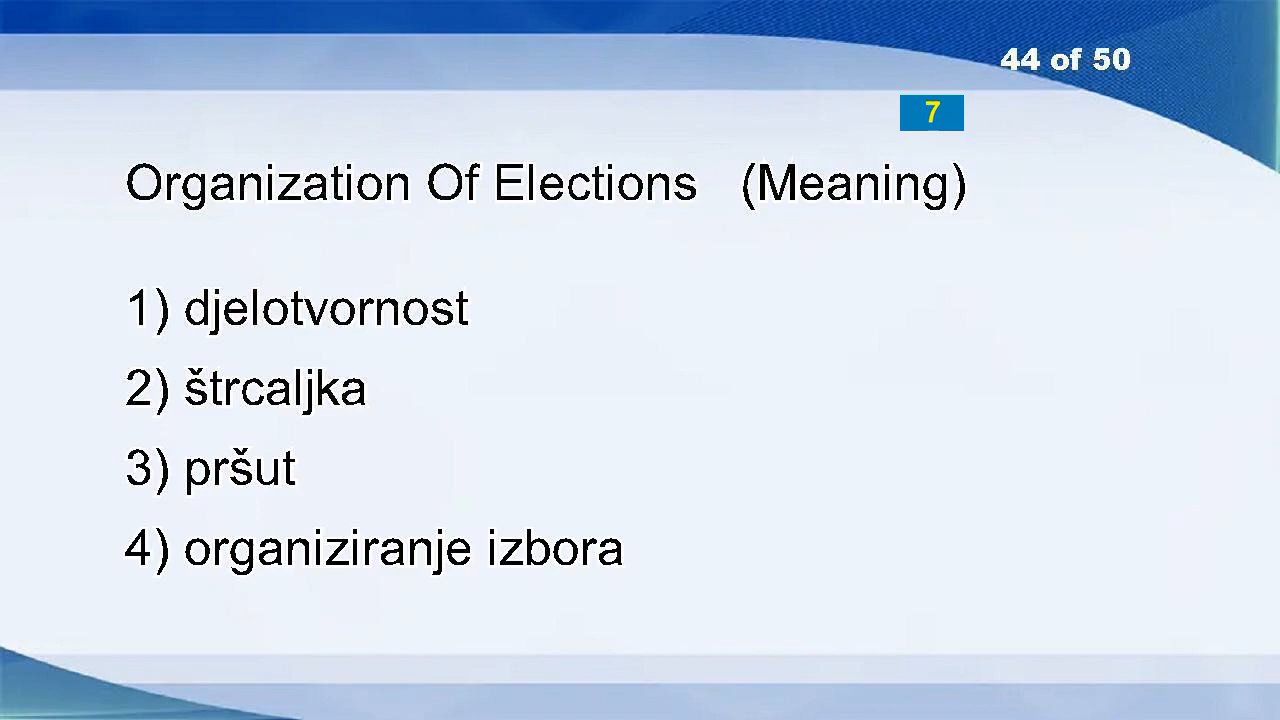 44 of 50
7
Organization Of Elections (Meaning)
1) djelotvornost
2) štrcaljka
3) pršut
4) organiziranje izbora